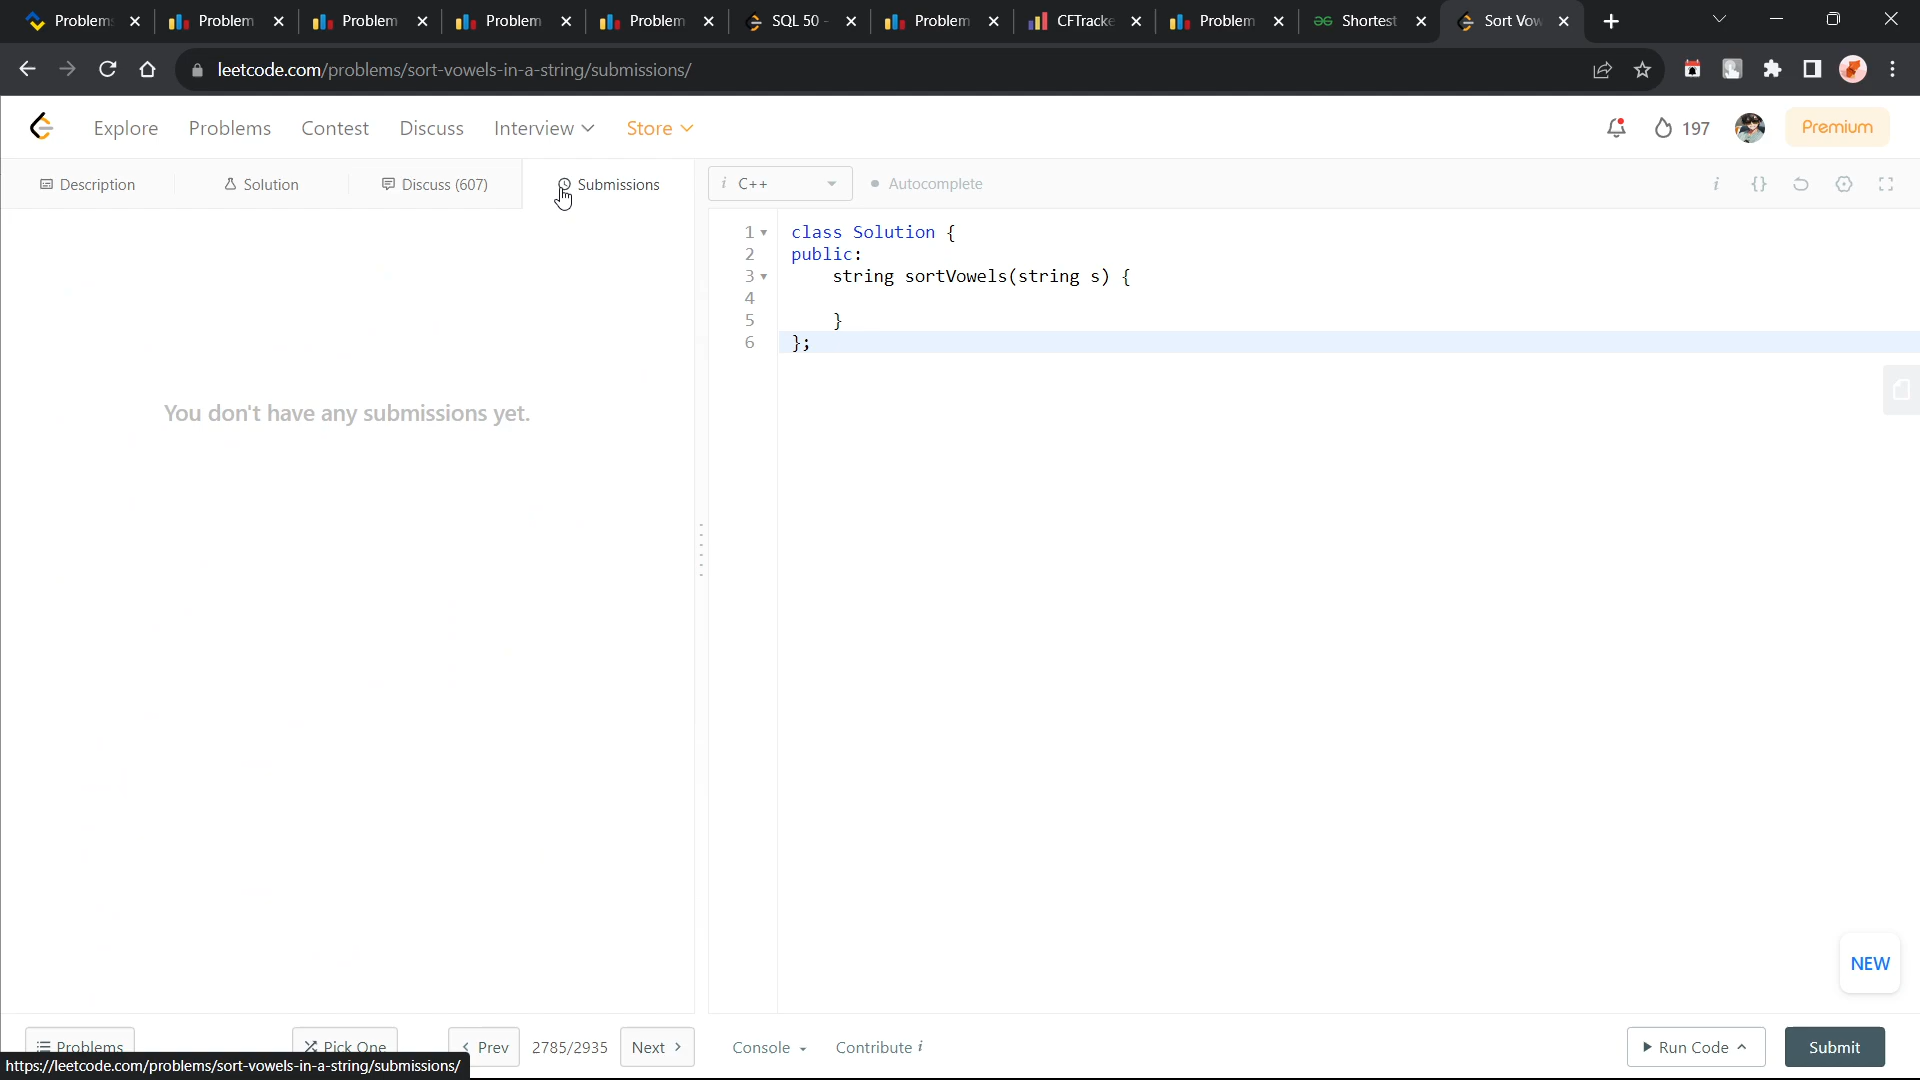 Problem
Problem
Problem
Problem
Problem
SQL 50 -
Problem
CFTracke
Problem
Shortest
Sort Vow
leetcode.com/problems/sort-vowels-in-a-string/submissions/
Explore
Problems
Contest
Discuss
Interview
Store
197
Premium
Description
Solution
Discuss (607)
Submissions
i C++
Autocomplete
i {}
1 class Solution {
2 public:
3 string sortVowels(string s) {
4
5 }
6 };
You don't have any submissions yet.
NEW
Problems
Pick One
< Prev
2785/2935
Next >
Console
Contribute i
Run Code
Submit
https://leetcode.com/problems/sort-vowels-in-a-string/submissions/